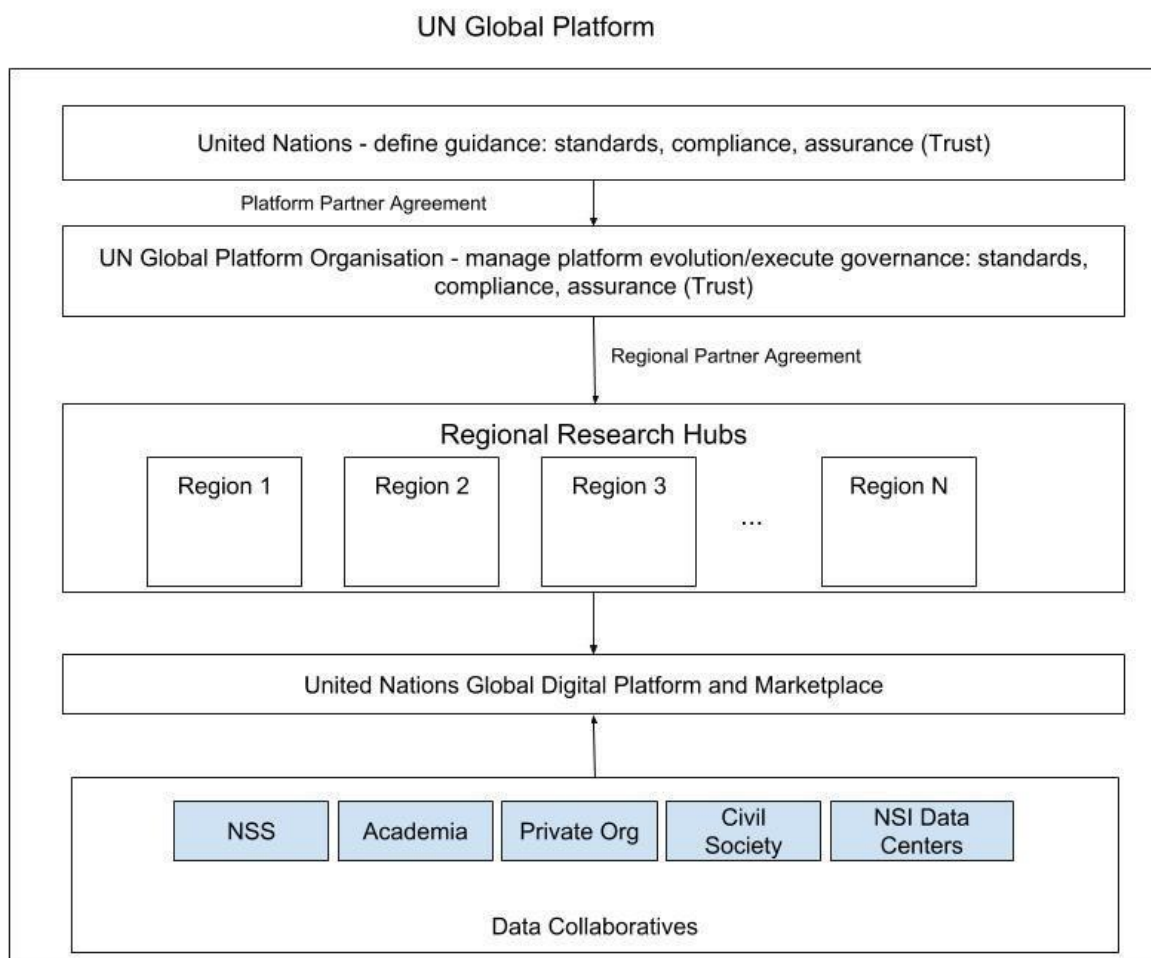 UN Global Platform
United Nations - define guidance: standards, compliance, assurance (Trust)
Platform Partner Agreement
UN Global Platform Organisation - manage platform evolution/execute governance: standards,
compliance, assurance (Trust)
Regional Partner Agreement
Regional Research Hubs
Region 1
Region 2
Region 3
...
Region N
United Nations Global Digital Platform and Marketplace
NSS
Academia
Private Org
Civil
Society
NSI Data
Centers
Data Collaboratives